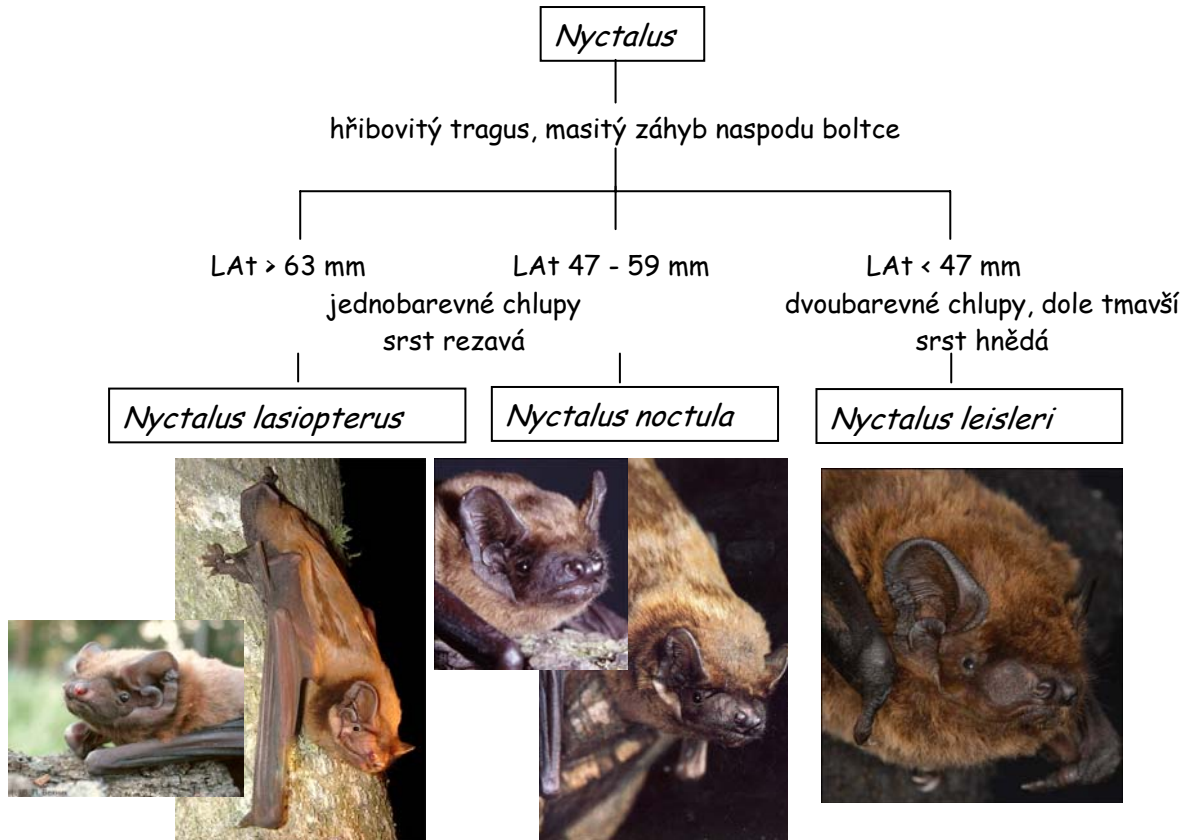 Nyctalus
hřibovitý tragus, masitý záhyb naspodu boltce
LAt > 63 mm
LAt 47 - 59 mm
LAt < 47 mm
jednobarevné chlupy
dvoubarevné chlupy, dole tmavší
srst rezavá
srst hnědá
Nyctalus lasiopterus
Nyctalus noctula
Nyctalus leisleri